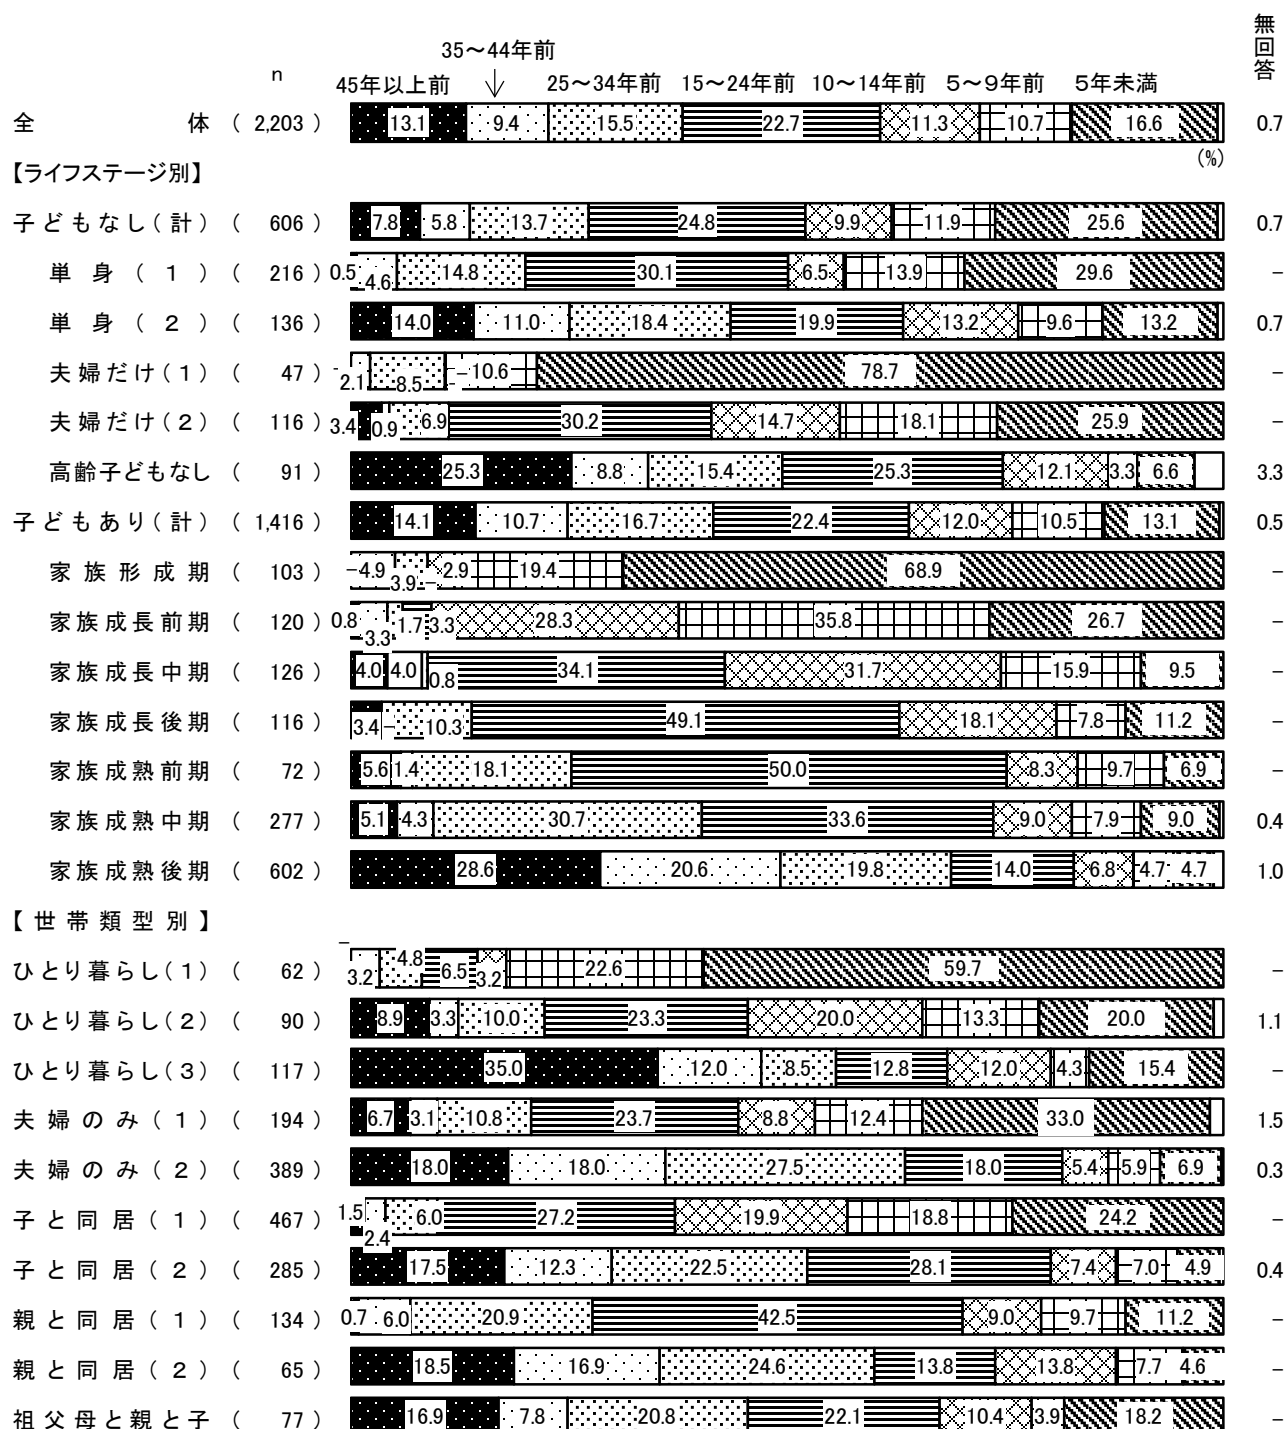 無回答
35～44年前
n 45年以上前 25～34年前 15～24年前 10～14年前 5～9年前 5年未満
全体 ( 2,203 ) 13.1 9.4 15.5 22.7 11.3 10.7 16.6 0.7
(%)
【ライフステージ別】
子どもなし(計) ( 606 ) 7.8 5.8 13.7 24.8 9.9 11.9 25.6 0.7
単身(1) ( 216 ) 0.5 4.6 14.8 30.1 6.5 13.9 29.6 －
単身(2) ( 136 ) 14.0 11.0 18.4 19.9 13.2 9.6 13.2 0.7
夫婦だけ(1) ( 47 ) － 2.1 8.5 － － 10.6 78.7 －
夫婦だけ(2) ( 116 ) 3.4 0.9 6.9 30.2 14.7 18.1 25.9 －
高齢子どもなし ( 91 ) 25.3 8.8 15.4 25.3 12.1 3.3 6.6 3.3
子どもあり(計) ( 1,416 ) 14.1 10.7 16.7 22.4 12.0 10.5 13.1 0.5
家族形成期 ( 103 ) － 4.9 3.9 － 2.9 19.4 68.9 －
家族成長前期 ( 120 ) 0.8 3.3 1.7 3.3 28.3 35.8 26.7 －
家族成長中期 ( 126 ) 4.0 4.0 0.8 34.1 31.7 15.9 9.5 －
家族成長後期 ( 116 ) 3.4 － 10.3 49.1 18.1 7.8 11.2 －
家族成熟前期 ( 72 ) 5.6 1.4 18.1 50.0 8.3 9.7 6.9 －
家族成熟中期 ( 277 ) 5.1 4.3 30.7 33.6 9.0 7.9 9.0 0.4
家族成熟後期 ( 602 ) 28.6 20.6 19.8 14.0 6.8 4.7 4.7 1.0
【世帯類型別】
ひとり暮らし(1) ( 62 ) － 3.2 4.8 6.5 3.2 22.6 59.7 －
ひとり暮らし(2) ( 90 ) 8.9 3.3 10.0 23.3 20.0 13.3 20.0 1.1
ひとり暮らし(3) ( 117 ) 35.0 12.0 8.5 12.8 12.0 4.3 15.4 －
夫婦のみ(1) ( 194 ) 6.7 3.1 10.8 23.7 8.8 12.4 33.0 1.5
夫婦のみ(2) ( 389 ) 18.0 18.0 27.5 18.0 5.4 5.9 6.9 0.3
子と同居(1) ( 467 ) 1.5 2.4 6.0 27.2 19.9 18.8 24.2 －
子と同居(2) ( 285 ) 17.5 12.3 22.5 28.1 7.4 7.0 4.9 0.4
親と同居(1) ( 134 ) 0.7 6.0 20.9 42.5 9.0 9.7 11.2 －
親と同居(2) ( 65 ) 18.5 16.9 24.6 13.8 13.8 7.7 4.6 －
祖父母と親と子 ( 77 ) 16.9 7.8 20.8 22.1 10.4 3.9 18.2 －